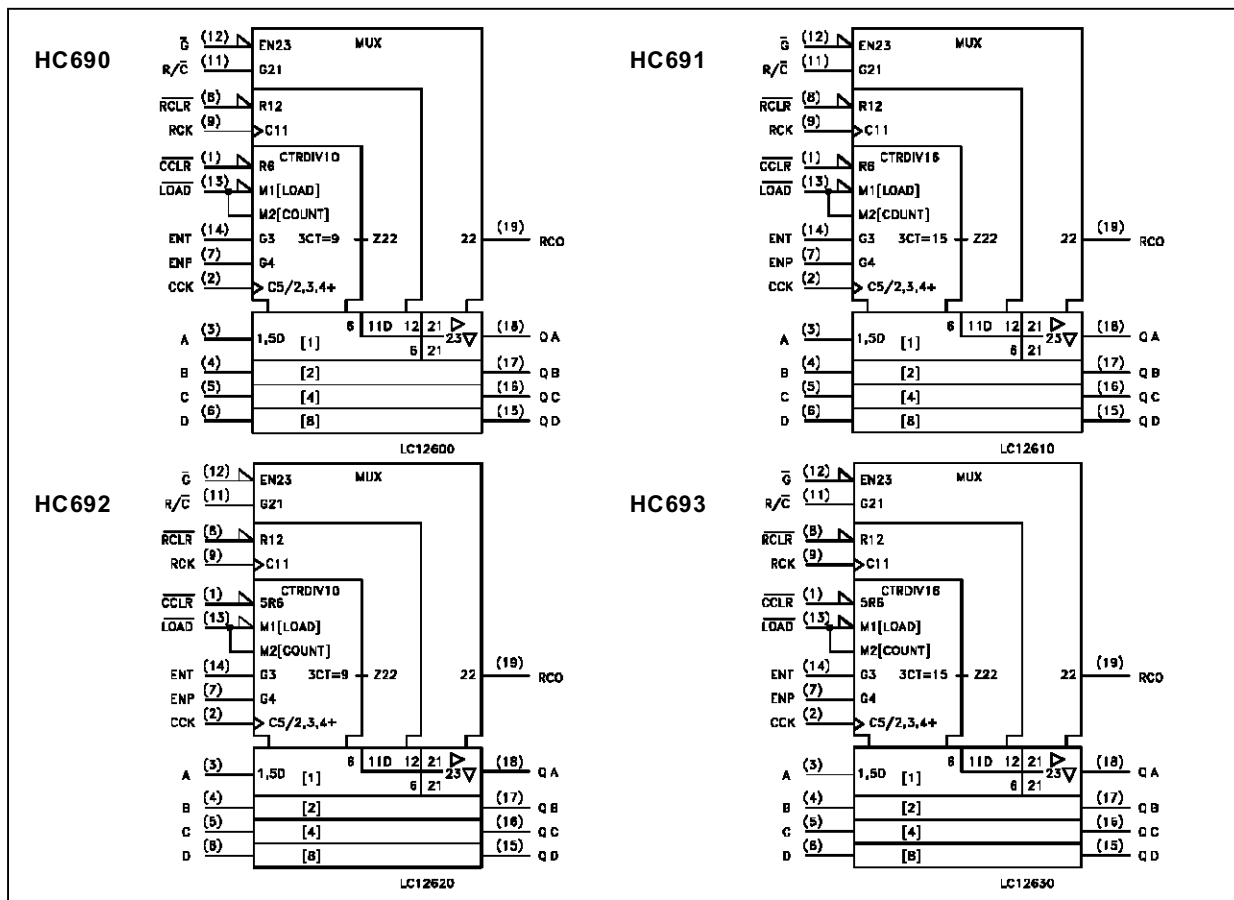 HC690
G (12) EN23 MUX
R/C (11) G21
RCLR (8) R12
RCK (9) C11
CCLR (1) R6 CTRDIV10
LOAD (13) M1[LOAD]
M2[COUNT]
ENT (14) G3 3CT=9 Z22 22 (19) RCO
ENP (7) G4
CCK (2) C5/2,3,4+
6 11D 12 21
A (3) 1,5D [1] 23 (18) QA
6 21
B (4) [2] (17) QB
C (5) [4] (16) QC
D (6) [8] (15) QD
LC12600
HC691
G (12) EN23 MUX
R/C (11) G21
RCLR (8) R12
RCK (9) C11
CCLR (1) R6 CTRDIV16
LOAD (13) M1[LOAD]
M2[COUNT]
ENT (14) G3 3CT=15 Z22 22 (19) RCO
ENP (7) G4
CCK (2) C5/2,3,4+
6 11D 12 21
A (3) 1,5D [1] 23 (18) QA
6 21
B (4) [2] (17) QB
C (5) [4] (16) QC
D (6) [8] (15) QD
LC12610
HC692
G (12) EN23 MUX
R/C (11) G21
RCLR (8) R12
RCK (9) C11
CCLR (1) 5R6 CTRDIV10
LOAD (13) M1[LOAD]
M2[COUNT]
ENT (14) G3 3CT=9 Z22 22 (19) RCO
ENP (7) G4
CCK (2) C5/2,3,4+
6 11D 12 21
A (3) 1,5D [1] 23 (18) QA
6 21
B (4) [2] (17) QB
C (5) [4] (16) QC
D (6) [8] (15) QD
LC12620
HC693
G (12) EN23 MUX
R/C (11) G21
RCLR (8) R12
RCK (9) C11
CCLR (1) 5R6 CTRDIV16
LOAD (13) M1[LOAD]
M2[COUNT]
ENT (14) G3 3CT=15 Z22 22 (19) RCO
ENP (7) G4
CCK (2) C5/2,3,4+
6 11D 12 21
A (3) 1,5D [1] 23 (18) QA
6 21
B (4) [2] (17) QB
C (5) [4] (16) QC
D (6) [8] (15) QD
LC12630